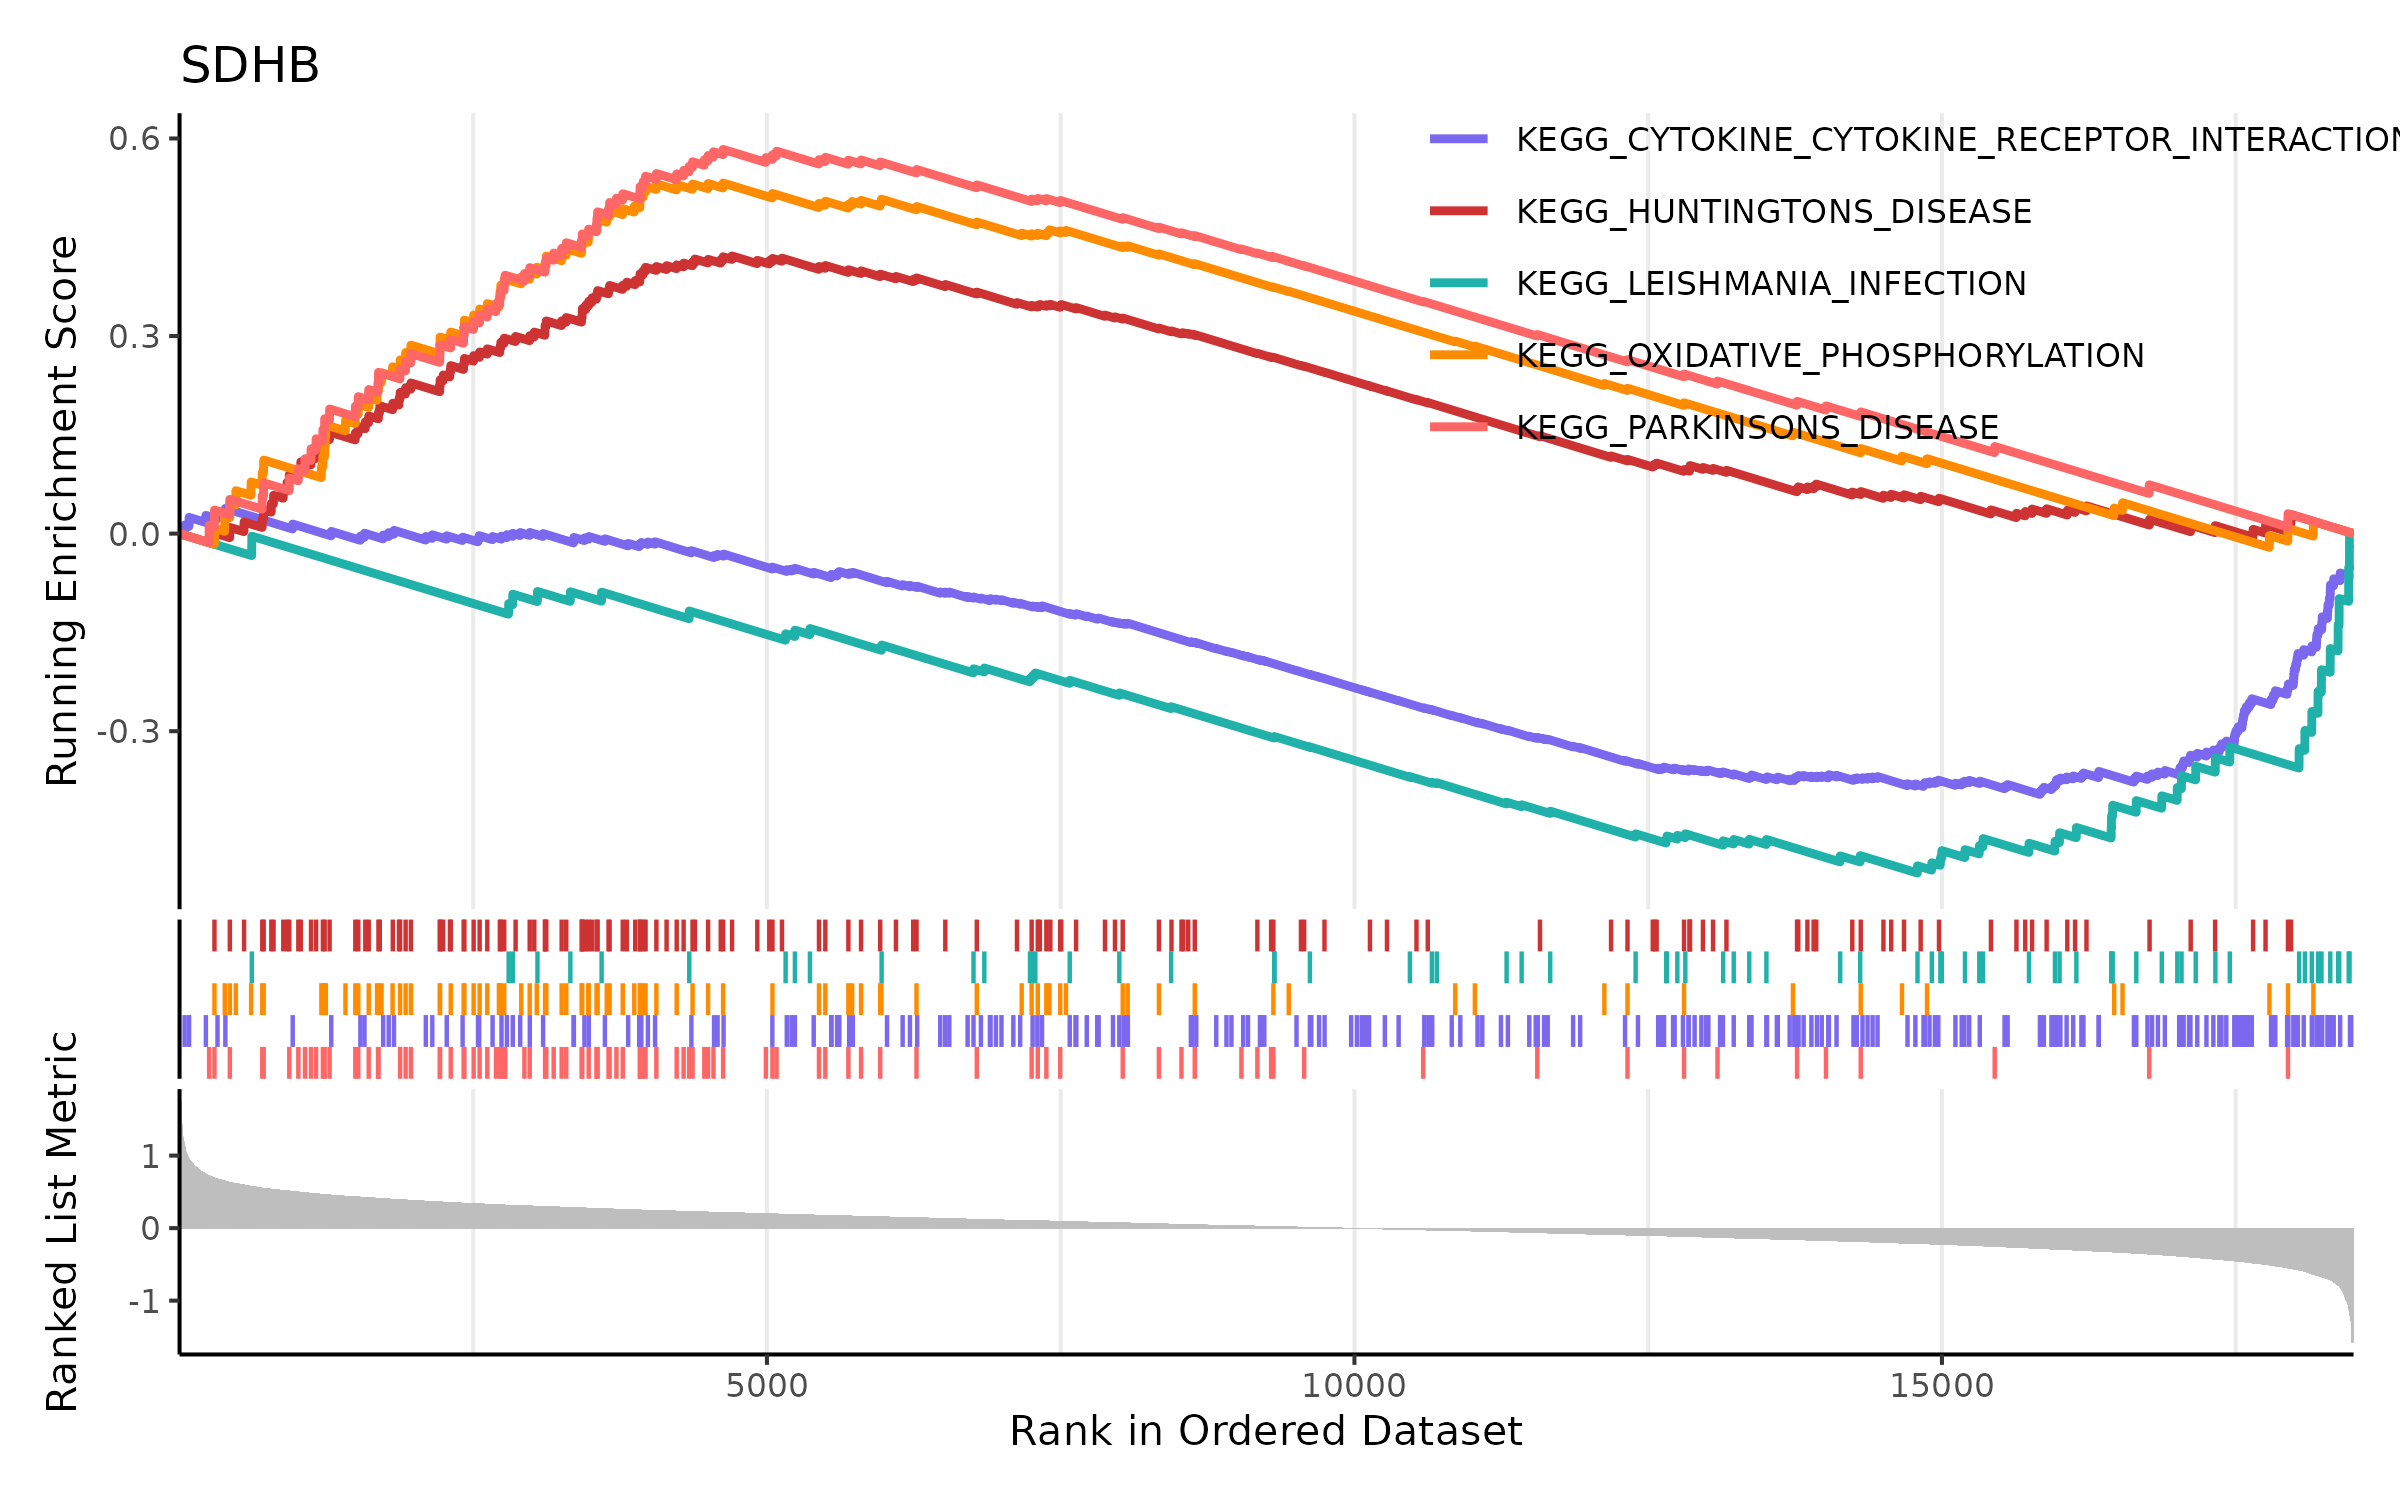 SDHB
Running Enrichment Score
0.6
0.3
0.0
-0.3
KEGG_CYTOKINE_CYTOKINE_RECEPTOR_INTERACTION
KEGG_HUNTINGTONS_DISEASE
KEGG_LEISHMANIA_INFECTION
KEGG_OXIDATIVE_PHOSPHORYLATION
KEGG_PARKINSONS_DISEASE
Ranked List Metric
1
0
-1
5000
10000
15000
Rank in Ordered Dataset